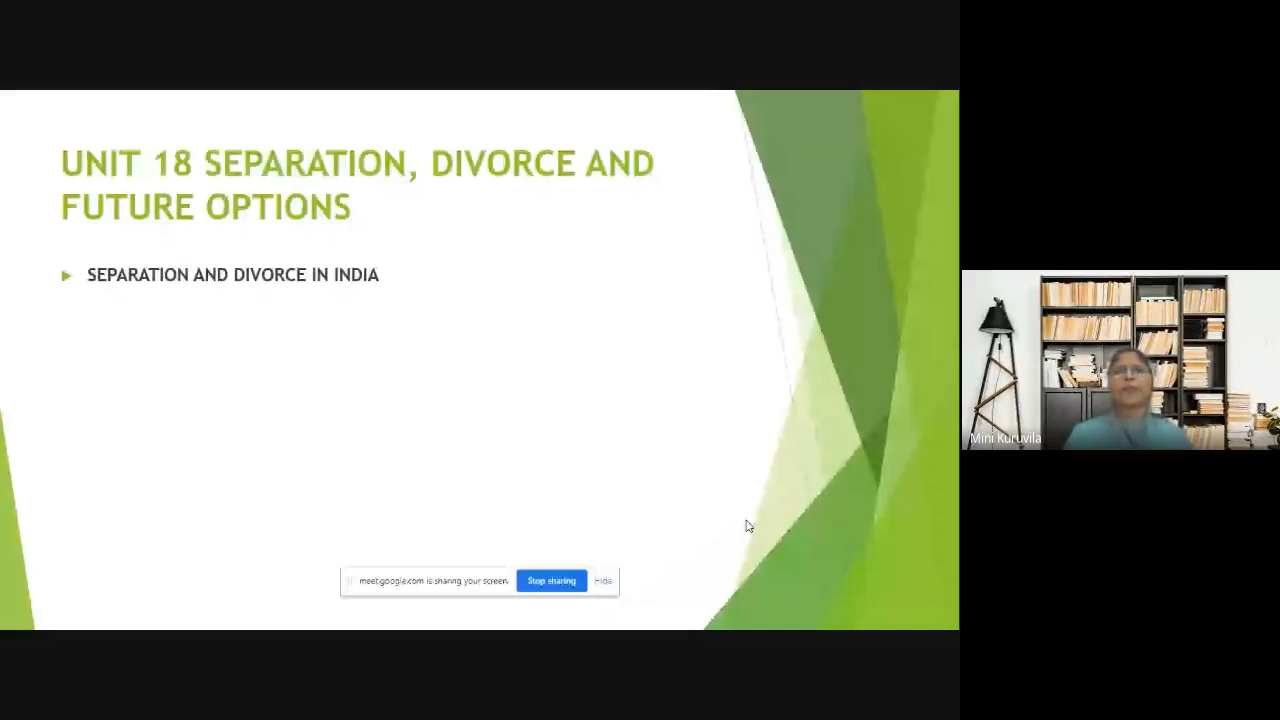 UNIT 18 SEPARATION, DIVORCE AND
FUTURE OPTIONS
SEPARATION AND DIVORCE IN INDIA
meet.google.com is sharing your screen.
Stop sharing
Hide
Mini Kuruvila